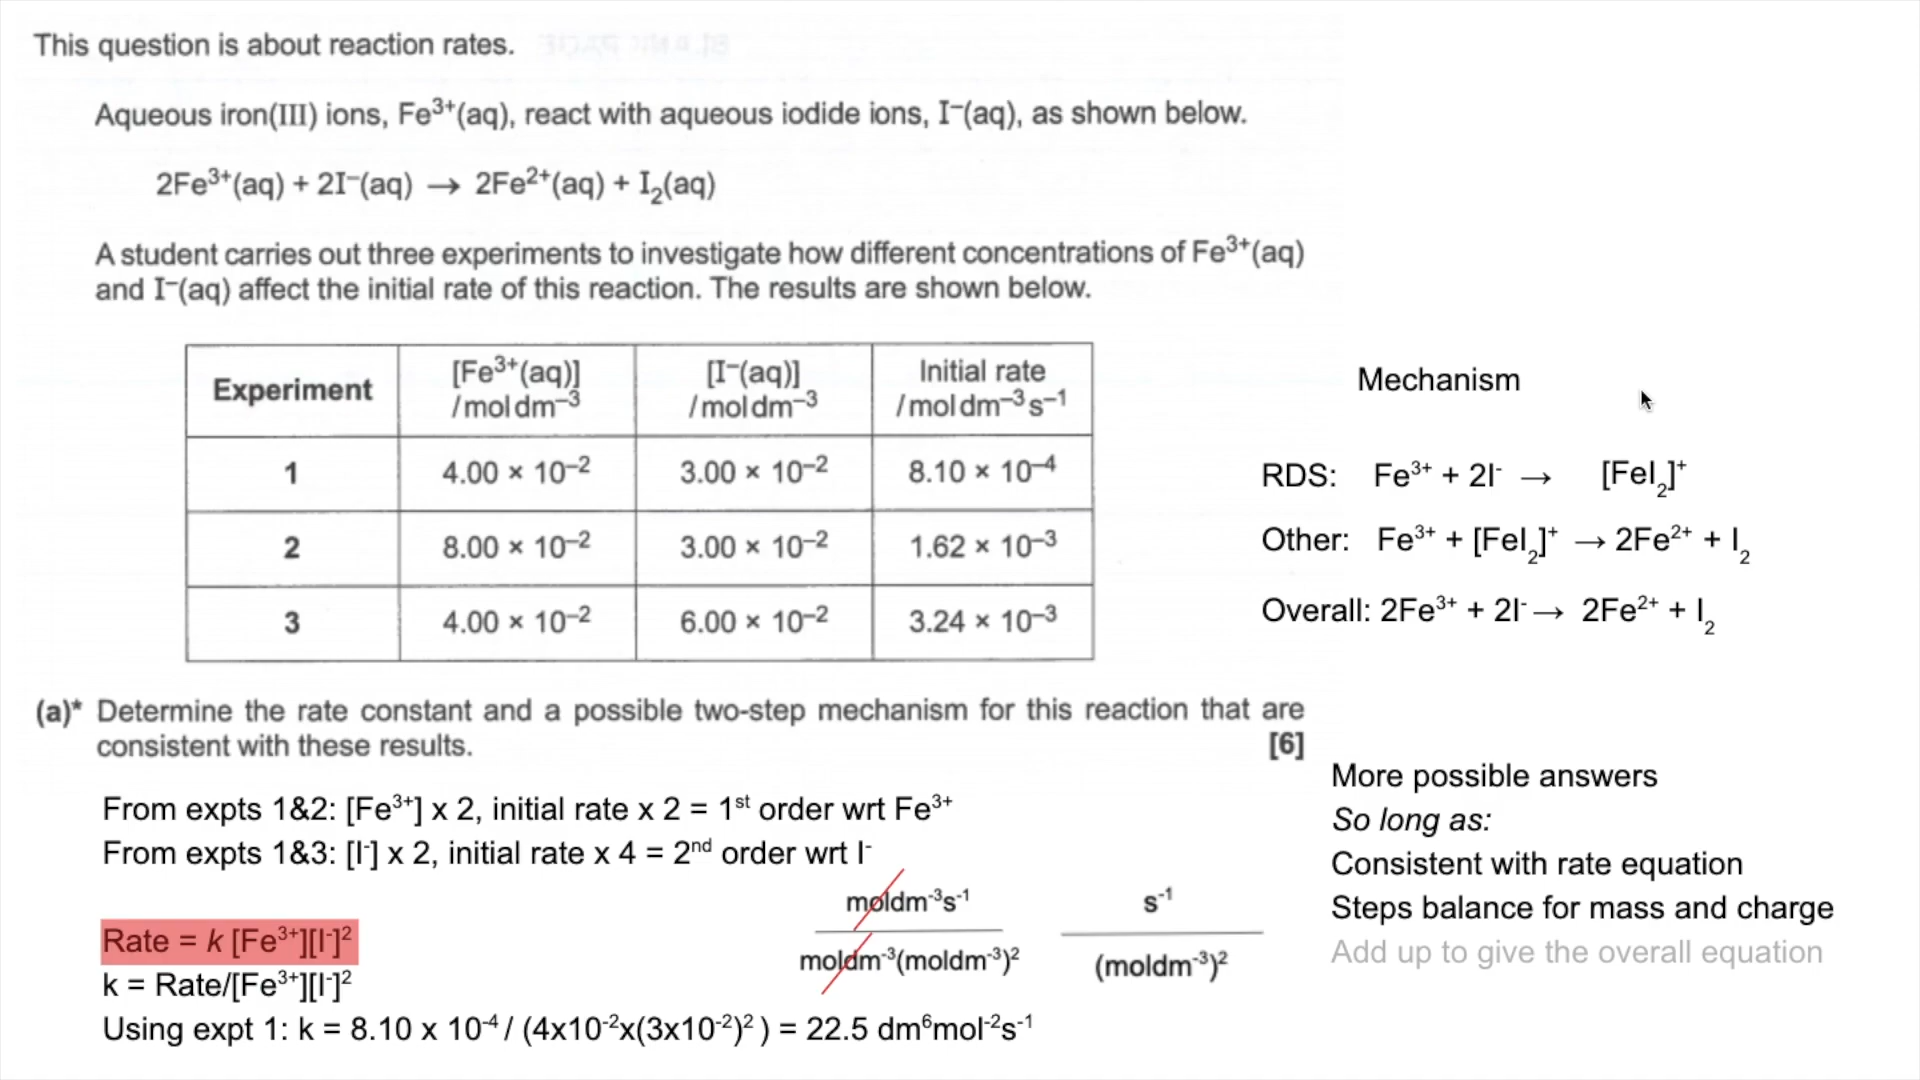 This question is about reaction rates.
Aqueous iron(III) ions, Fe³⁺(aq), react with aqueous iodide ions, I⁻(aq), as shown below.
2Fe³⁺(aq) + 2I⁻(aq) → 2Fe²⁺(aq) + I₂(aq)
A student carries out three experiments to investigate how different concentrations of Fe³⁺(aq)
and I⁻(aq) affect the initial rate of this reaction. The results are shown below.
Experiment [Fe³⁺(aq)] /mol dm⁻³ [I⁻(aq)] /mol dm⁻³ Initial rate /mol dm⁻³ s⁻¹
1 4.00 × 10⁻² 3.00 × 10⁻² 8.10 × 10⁻⁴
2 8.00 × 10⁻² 3.00 × 10⁻² 1.62 × 10⁻³
3 4.00 × 10⁻² 6.00 × 10⁻² 3.24 × 10⁻³
Mechanism
RDS: Fe³⁺ + 2I⁻ → [FeI₂]⁺
Other: Fe³⁺ + [FeI₂]⁺ → 2Fe²⁺ + I₂
Overall: 2Fe³⁺ + 2I⁻ → 2Fe²⁺ + I₂
(a)* Determine the rate constant and a possible two-step mechanism for this reaction that are
consistent with these results. [6]
From expts 1&2: [Fe³⁺] x 2, initial rate x 2 = 1ˢᵗ order wrt Fe³⁺
From expts 1&3: [I⁻] x 2, initial rate x 4 = 2ⁿᵈ order wrt I⁻
Rate = k [Fe³⁺][I⁻]²
k = Rate/[Fe³⁺][I⁻]²
Using expt 1: k = 8.10 x 10⁻⁴ / (4x10⁻²x(3x10⁻²)² ) = 22.5 dm⁶mol⁻²s⁻¹
moldm⁻³s⁻¹
moldm⁻³(moldm⁻³)²
s⁻¹
(moldm⁻³)²
More possible answers
So long as:
Consistent with rate equation
Steps balance for mass and charge
Add up to give the overall equation